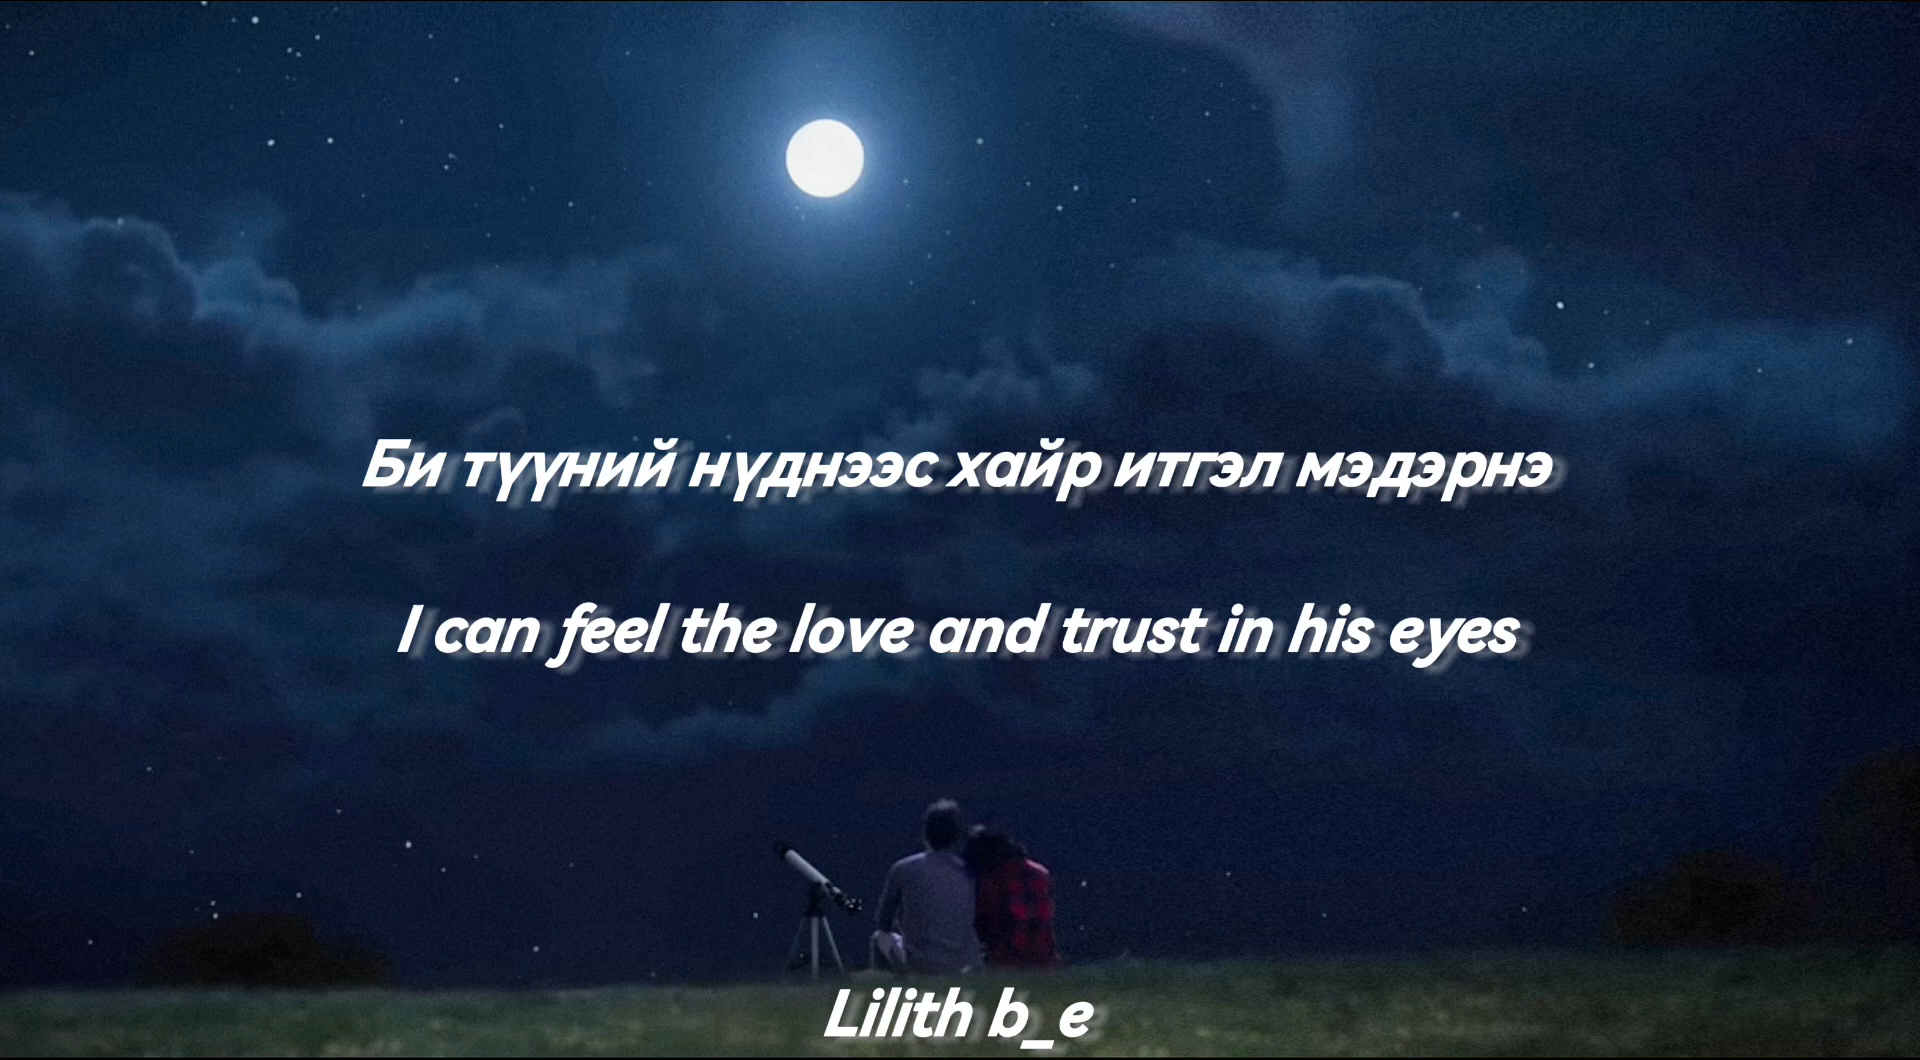 Би түүний нүднээс хайр итгэл мэдэрнэ
I can feel the love and trust in his eyes
Lilith b_e